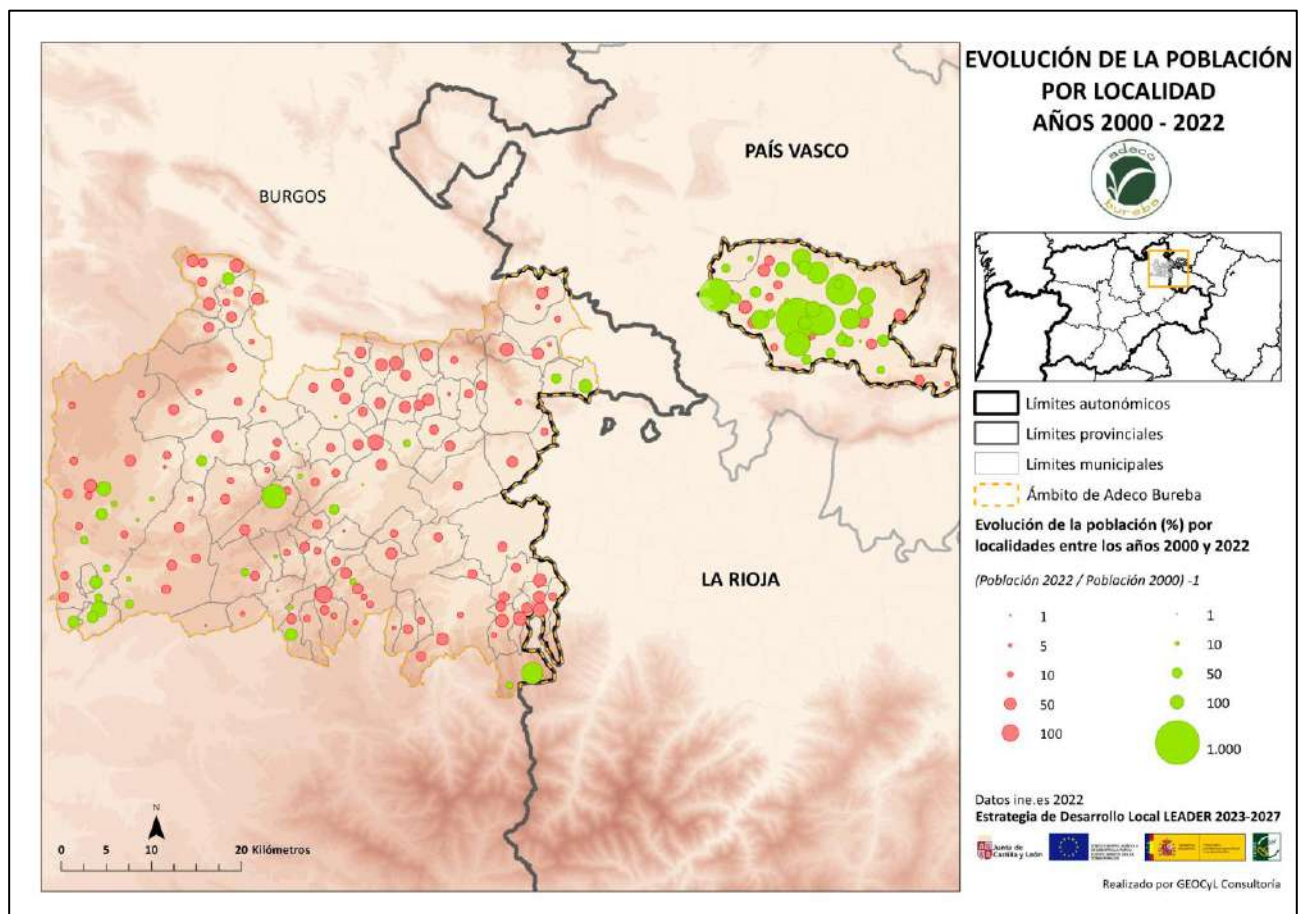 EVOLUCIÓN DE LA POBLACIÓN
POR LOCALIDAD
AÑOS 2000 - 2022
adeco
bureba
BURGOS
PAÍS VASCO
LA RIOJA
N
0 5 10 20 Kilómetros
Límites autonómicos
Límites provinciales
Límites municipales
Ámbito de Adeco Bureba
Evolución de la población (%) por
localidades entre los años 2000 y 2022
(Población 2022 / Población 2000) -1
1 1
5 10
10 50
50 100
100 1.000
Datos ine.es 2022
Estrategia de Desarrollo Local LEADER 2023-2027
Junta de
Castilla y León
Realizado por GEOCyL Consultoría